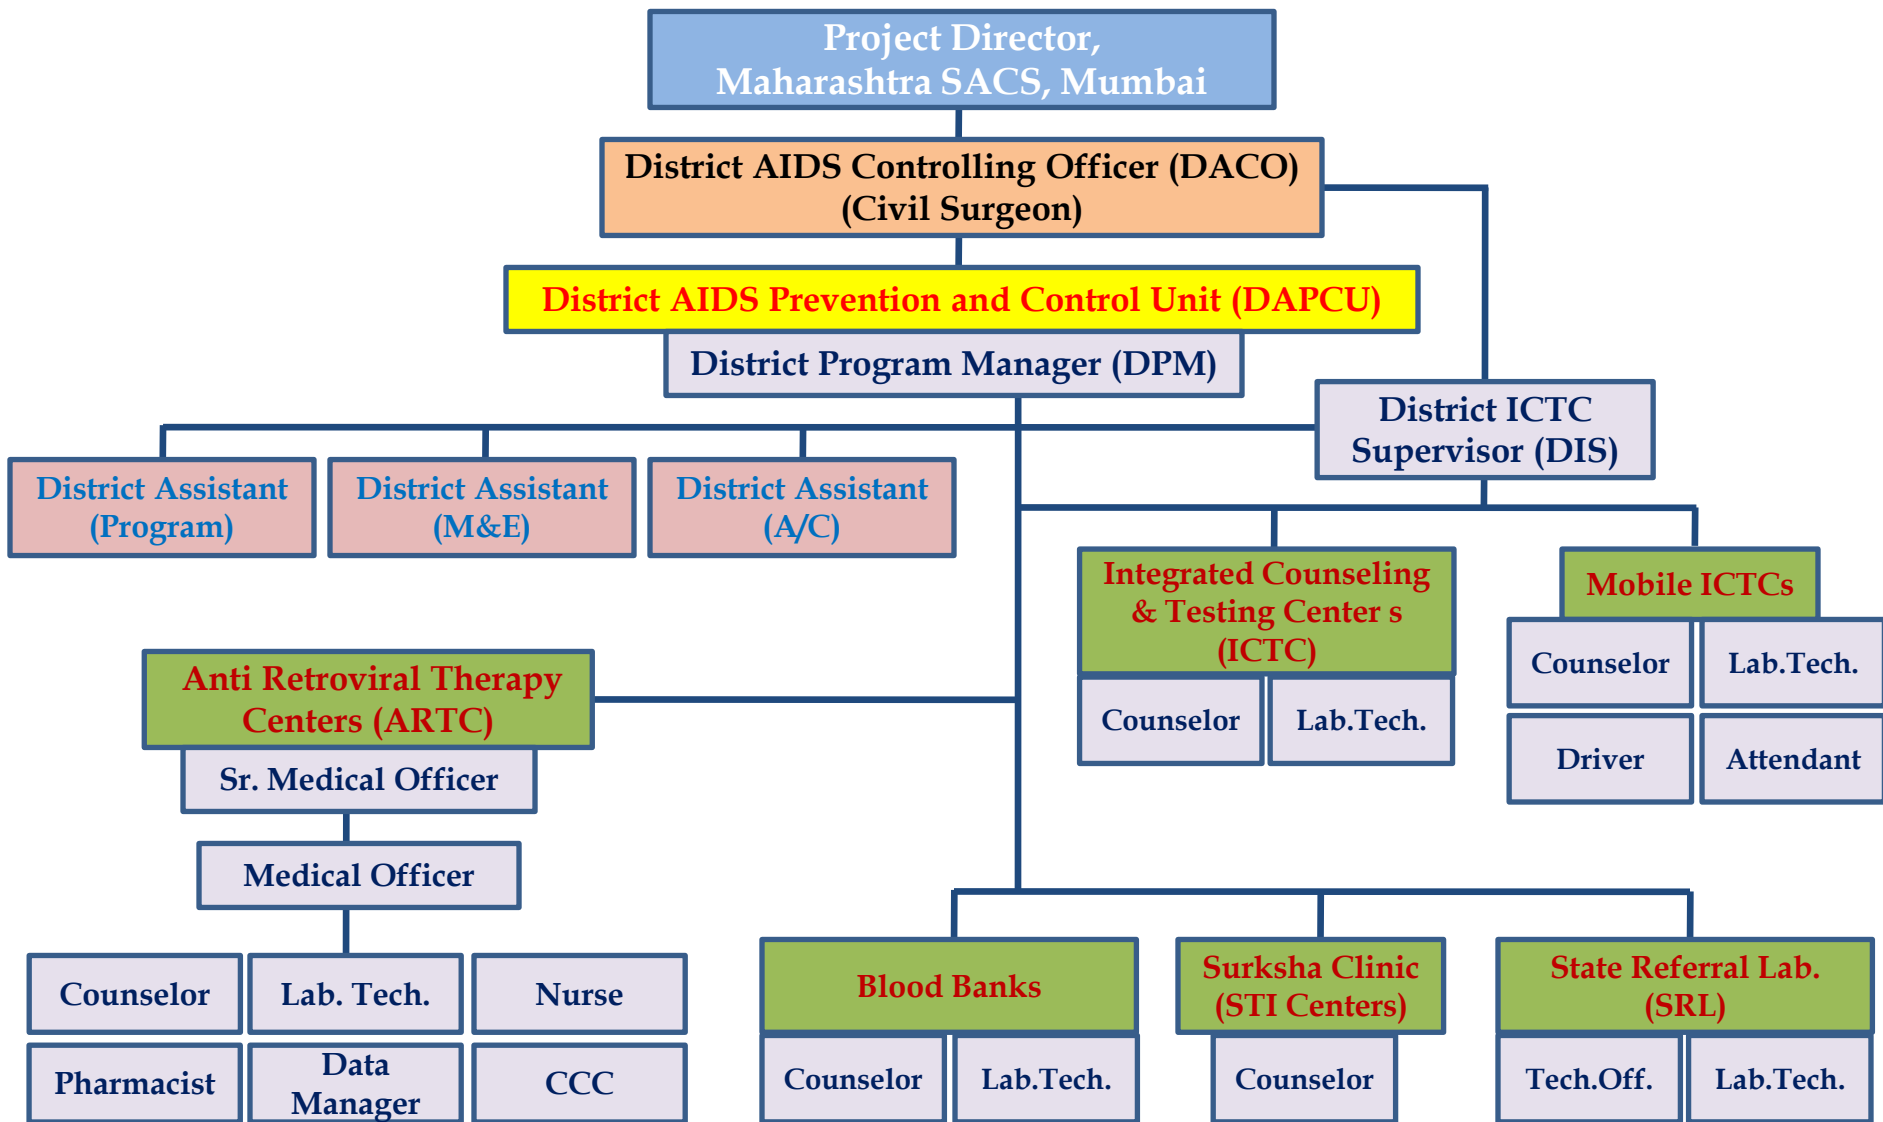 Project Director,
Maharashtra SACS, Mumbai
District AIDS Controlling Officer (DACO)
(Civil Surgeon)
District AIDS Prevention and Control Unit (DAPCU)
District Program Manager (DPM)
District ICTC
Supervisor (DIS)
District Assistant
(Program)
District Assistant
(M&E)
District Assistant
(A/C)
Integrated Counseling
& Testing Center s
(ICTC)
Counselor
Lab.Tech.
Mobile ICTCs
Counselor
Lab.Tech.
Driver
Attendant
Anti Retroviral Therapy
Centers (ARTC)
Sr. Medical Officer
Medical Officer
Counselor
Lab. Tech.
Nurse
Pharmacist
Data
Manager
CCC
Blood Banks
Counselor
Lab.Tech.
Surksha Clinic
(STI Centers)
Counselor
State Referral Lab.
(SRL)
Tech.Off.
Lab.Tech.